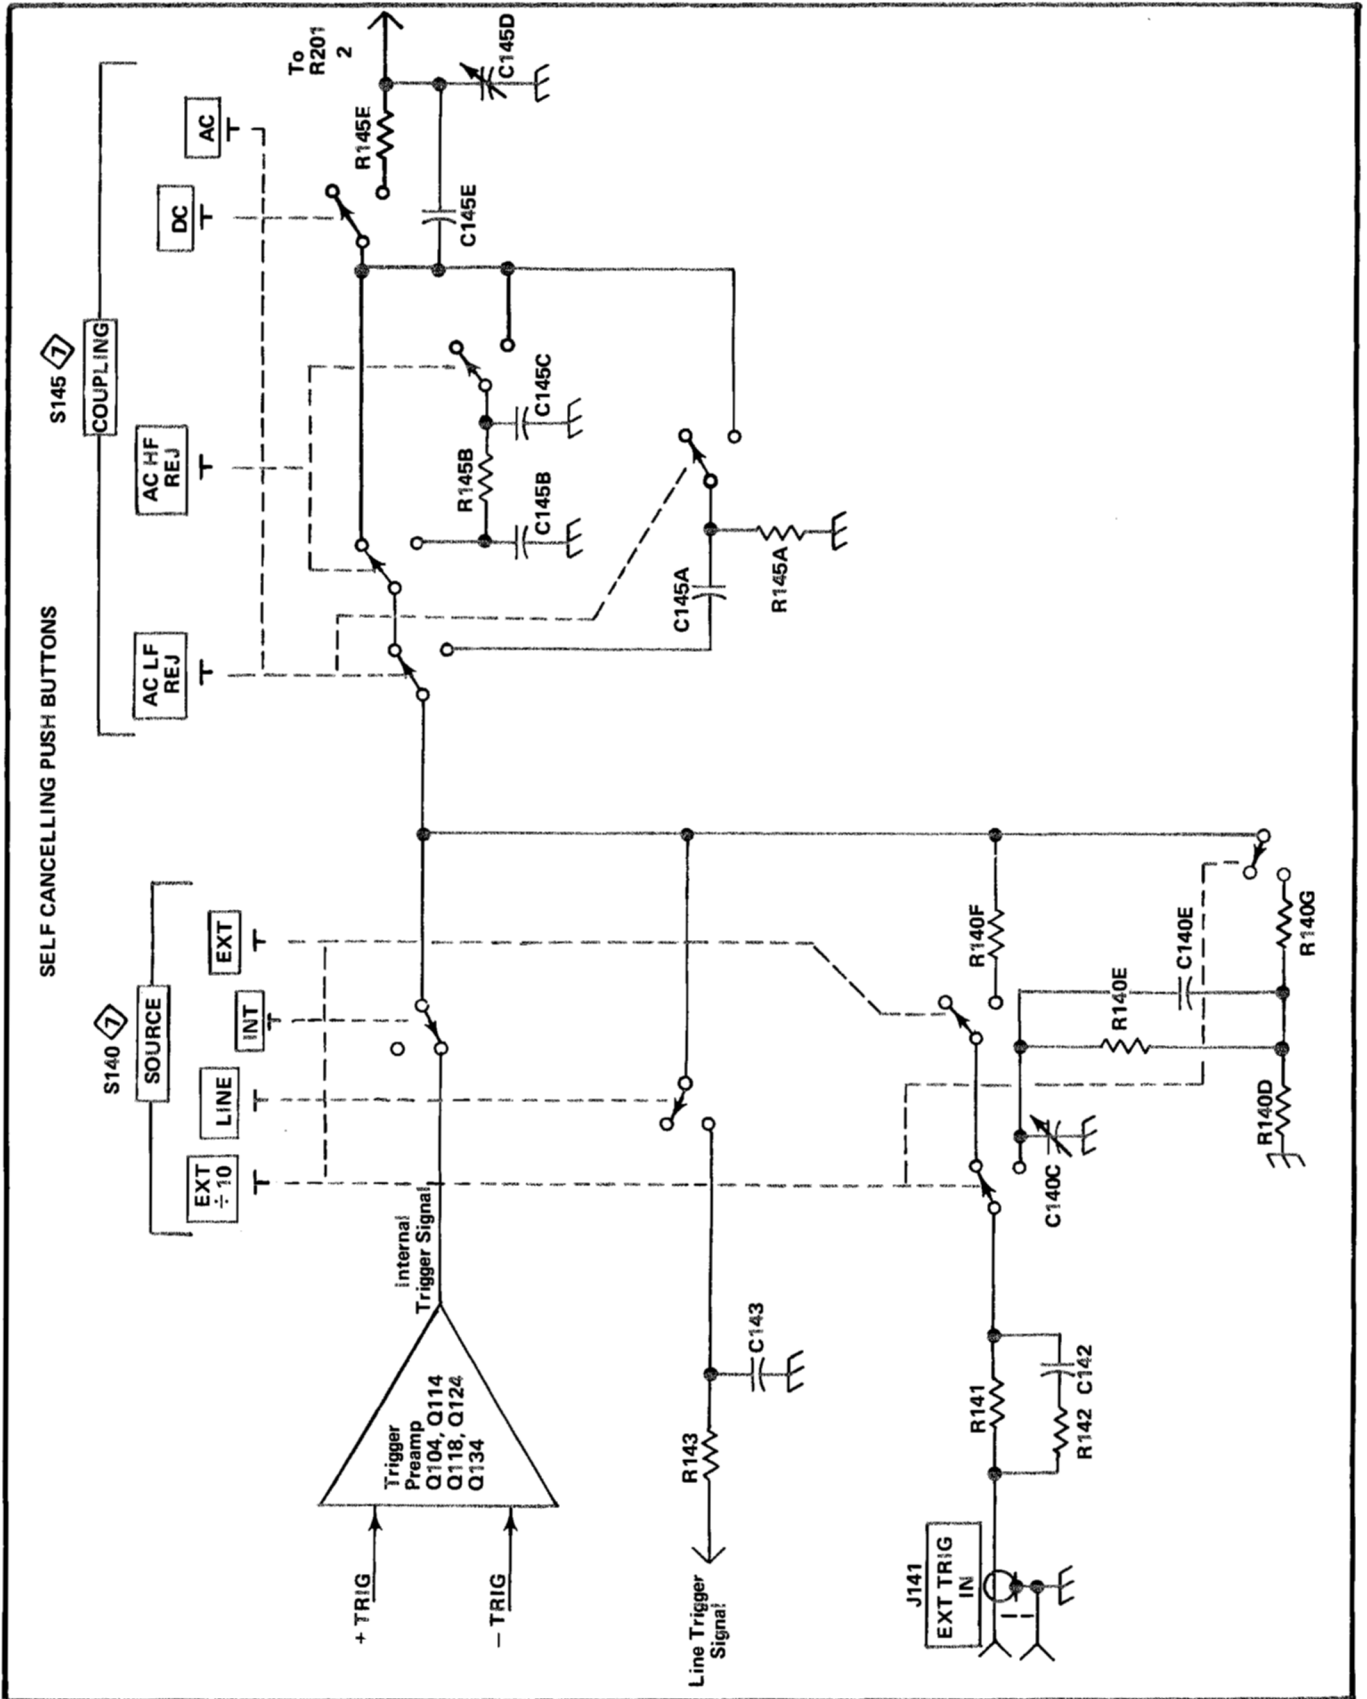 SELF CANCELLING PUSH BUTTONS
S140 7
SOURCE
EXT
÷10
LINE
INT
EXT
S145 7
COUPLING
AC LF
REJ
AC HF
REJ
DC
AC
+ TRIG
− TRIG
Trigger
Preamp
Q104, Q114
Q118, Q124
Q134
Internal
Trigger Signal
To
R201
2
R145E
C145D
C145E
R145B
C145B
C145C
C145A
R145A
Line Trigger
Signal
R143
C143
J141
EXT TRIG
IN
R141
R142
C142
R140F
C140C
R140E
C140E
R140D
R140G